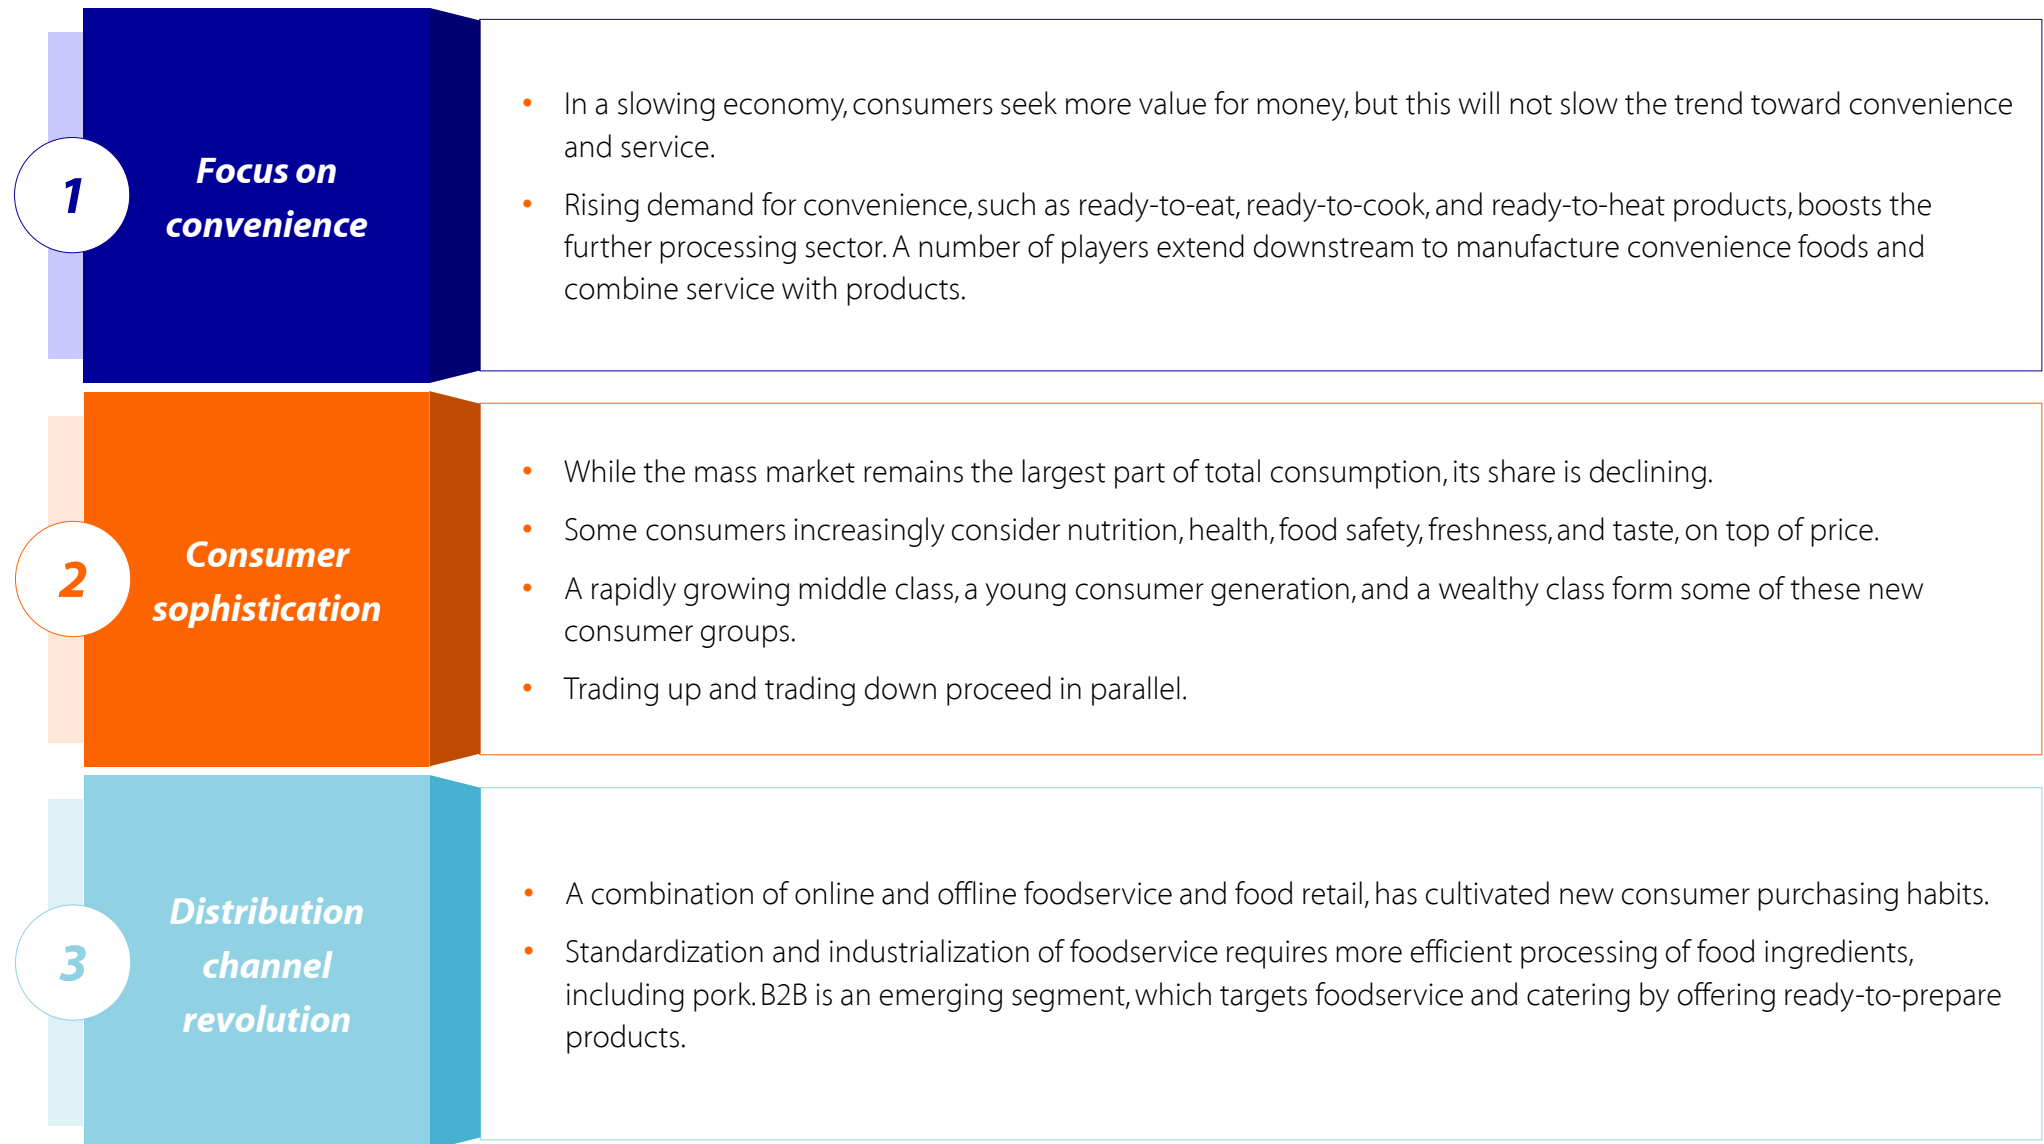 1
Focus on
convenience
• In a slowing economy, consumers seek more value for money, but this will not slow the trend toward convenience
and service.
• Rising demand for convenience, such as ready-to-eat, ready-to-cook, and ready-to-heat products, boosts the
further processing sector. A number of players extend downstream to manufacture convenience foods and
combine service with products.
2
Consumer
sophistication
• While the mass market remains the largest part of total consumption, its share is declining.
• Some consumers increasingly consider nutrition, health, food safety, freshness, and taste, on top of price.
• A rapidly growing middle class, a young consumer generation, and a wealthy class form some of these new
consumer groups.
• Trading up and trading down proceed in parallel.
3
Distribution
channel
revolution
• A combination of online and offline foodservice and food retail, has cultivated new consumer purchasing habits.
• Standardization and industrialization of foodservice requires more efficient processing of food ingredients,
including pork. B2B is an emerging segment, which targets foodservice and catering by offering ready-to-prepare
products.